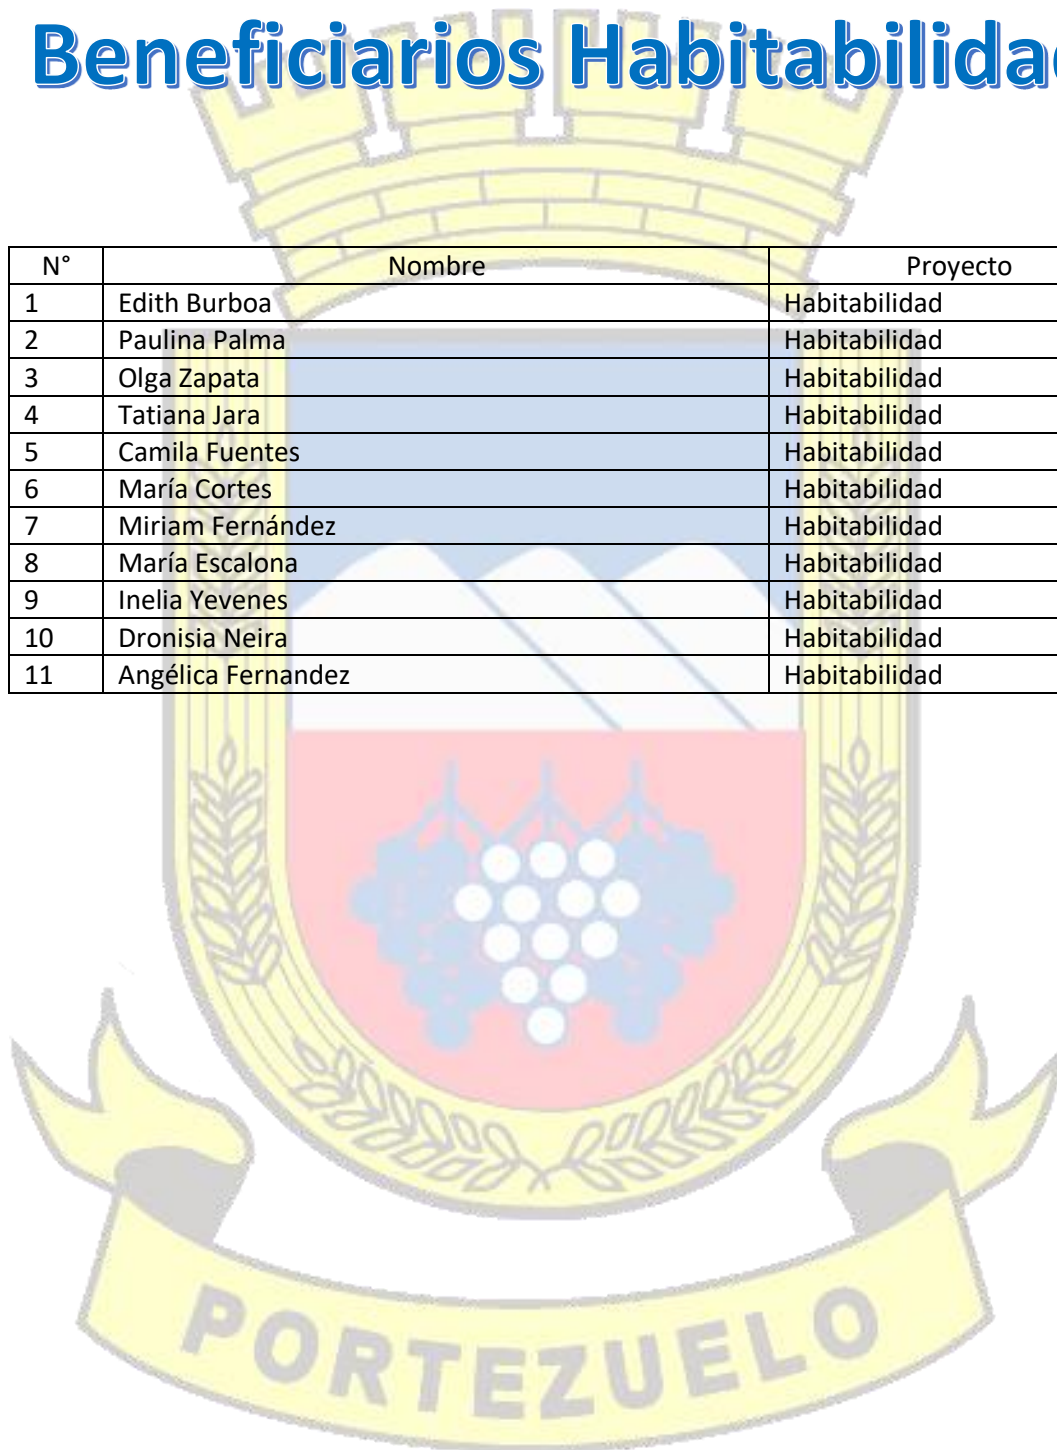 Beneficiarios Habitabilidad
N° Nombre Proyecto
1 Edith Burboa Habitabilidad
2 Paulina Palma Habitabilidad
3 Olga Zapata Habitabilidad
4 Tatiana Jara Habitabilidad
5 Camila Fuentes Habitabilidad
6 María Cortes Habitabilidad
7 Miriam Fernández Habitabilidad
8 María Escalona Habitabilidad
9 Inelia Yevenes Habitabilidad
10 Dronisia Neira Habitabilidad
11 Angélica Fernandez Habitabilidad
PORTEZUELO